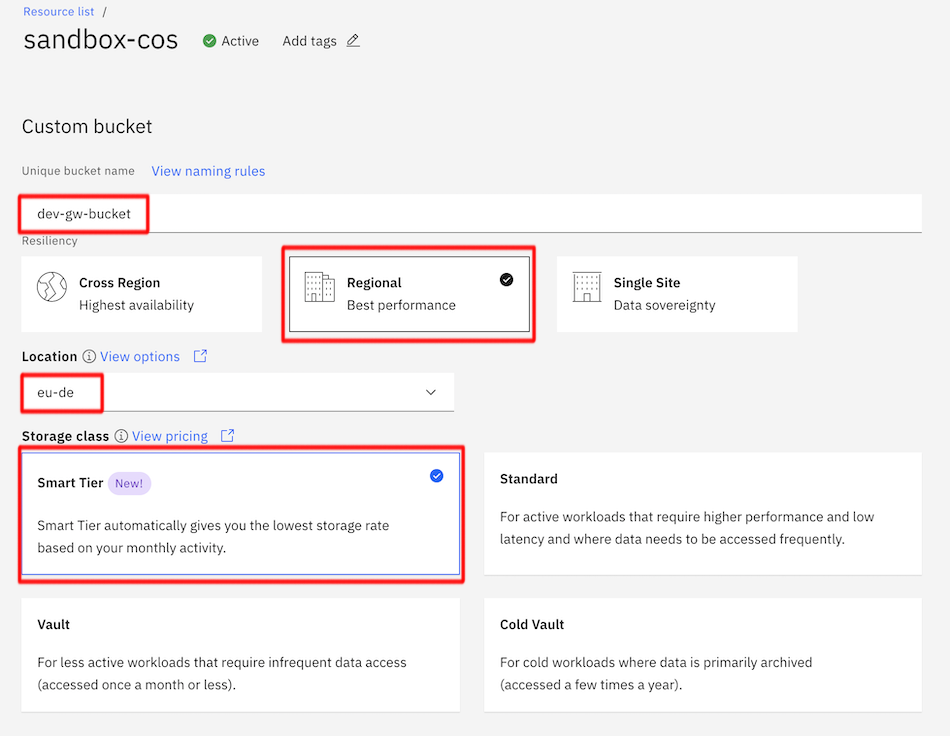 Resource list /
sandbox-cos Active Add tags
Custom bucket
Unique bucket name View naming rules
dev-gw-bucket
Resiliency
Cross Region
Highest availability
Regional
Best performance
Single Site
Data sovereignty
Location View options
eu-de
Storage class View pricing
Smart Tier New!
Smart Tier automatically gives you the lowest storage rate
based on your monthly activity.
Standard
For active workloads that require higher performance and low
latency and where data needs to be accessed frequently.
Vault
For less active workloads that require infrequent data access
(accessed once a month or less).
Cold Vault
For cold workloads where data is primarily archived
(accessed a few times a year).